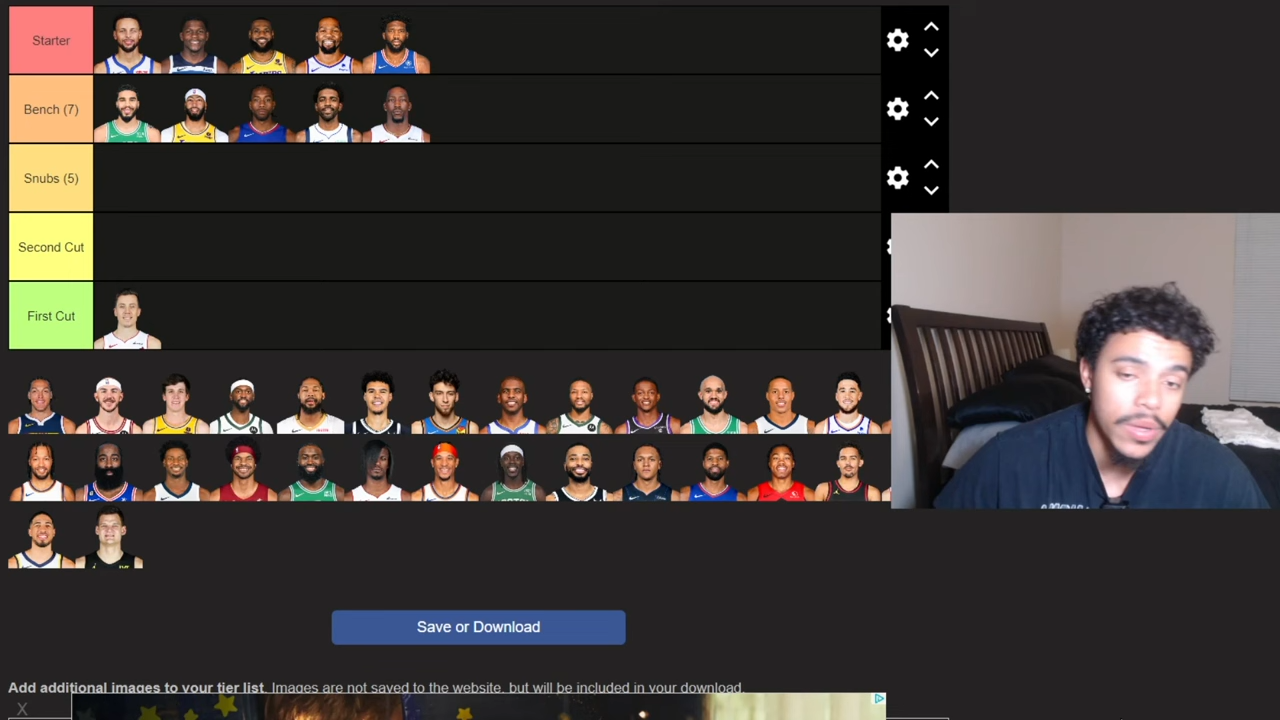 Starter
Bench (7)
Snubs (5)
Second Cut
First Cut
Save or Download
Add additional images to your tier list. Images are not saved to the website, but will be included in your download.
X